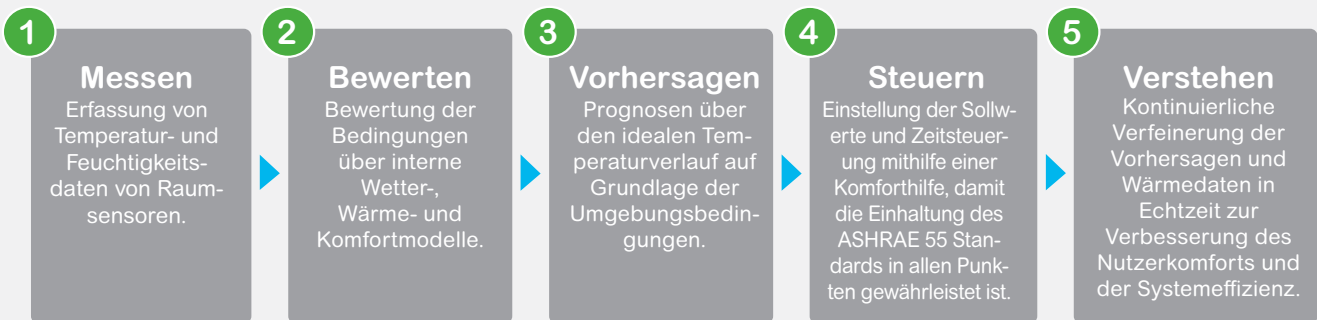 1
Messen
Erfassung von
Temperatur- und
Feuchtigkeits-
daten von Raum-
sensoren.
2
Bewerten
Bewertung der
Bedingungen
über interne
Wetter-,
Wärme- und
Komfortmodelle.
3
Vorhersagen
Prognosen über
den idealen Tem-
peraturverlauf auf
Grundlage der
Umgebungsbedin-
gungen.
4
Steuern
Einstellung der Sollw-
erte und Zeitsteuer-
ung mithilfe einer
Komforthilfe, damit
die Einhaltung des
ASHRAE 55 Stan-
dards in allen Punk-
ten gewährleistet ist.
5
Verstehen
Kontinuierliche
Verfeinerung der
Vorhersagen und
Wärmedaten in
Echtzeit zur
Verbesserung des
Nutzerkomforts und
der Systemeffizienz.